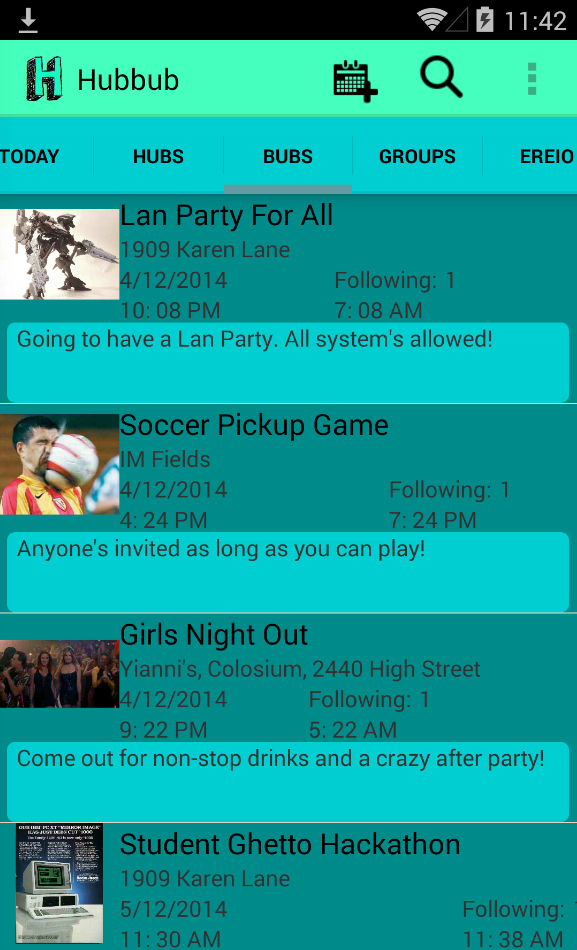 11:42
H Hubbub
TODAY HUBS BUBS GROUPS EREIO
Lan Party For All
1909 Karen Lane
4/12/2014 Following: 1
10: 08 PM 7: 08 AM
Going to have a Lan Party. All system's allowed!
Soccer Pickup Game
IM Fields
4/12/2014 Following: 1
4: 24 PM 7: 24 PM
Anyone's invited as long as you can play!
Girls Night Out
Yianni's, Colosium, 2440 High Street
4/12/2014 Following: 1
9: 22 PM 5: 22 AM
Come out for non-stop drinks and a crazy after party!
Student Ghetto Hackathon
1909 Karen Lane
5/12/2014 Following:
11: 30 AM 11: 38 AM